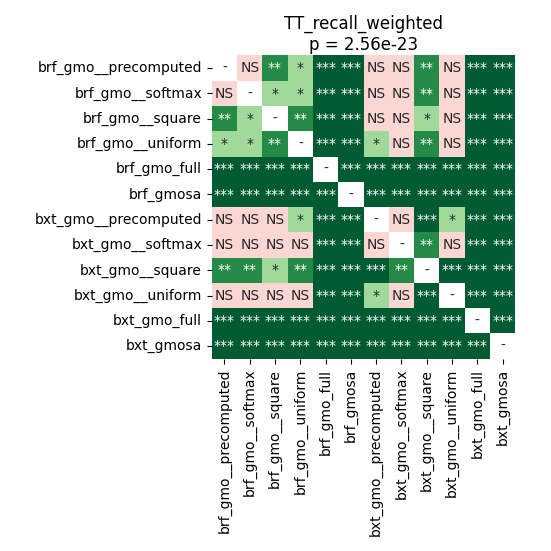 TT_recall_weighted
p = 2.56e-23
brf_gmo__precomputed - NS ** * *** *** NS NS ** NS *** ***
brf_gmo__softmax NS - * * *** *** NS NS ** NS *** ***
brf_gmo__square ** * - ** *** *** NS NS * NS *** ***
brf_gmo__uniform * * ** - *** *** * NS ** NS *** ***
brf_gmo_full *** *** *** *** - *** *** *** *** *** *** ***
brf_gmosa *** *** *** *** *** - *** *** *** *** *** ***
bxt_gmo__precomputed NS NS NS * *** *** - NS *** * *** ***
bxt_gmo__softmax NS NS NS NS *** *** NS - ** NS *** ***
bxt_gmo__square ** ** * ** *** *** *** ** - *** *** ***
bxt_gmo__uniform NS NS NS NS *** *** * NS *** - *** ***
bxt_gmo_full *** *** *** *** *** *** *** *** *** *** - ***
bxt_gmosa *** *** *** *** *** *** *** *** *** *** *** -
brf_gmo__precomputed
brf_gmo__softmax
brf_gmo__square
brf_gmo__uniform
brf_gmo_full
brf_gmosa
bxt_gmo__precomputed
bxt_gmo__softmax
bxt_gmo__square
bxt_gmo__uniform
bxt_gmo_full
bxt_gmosa